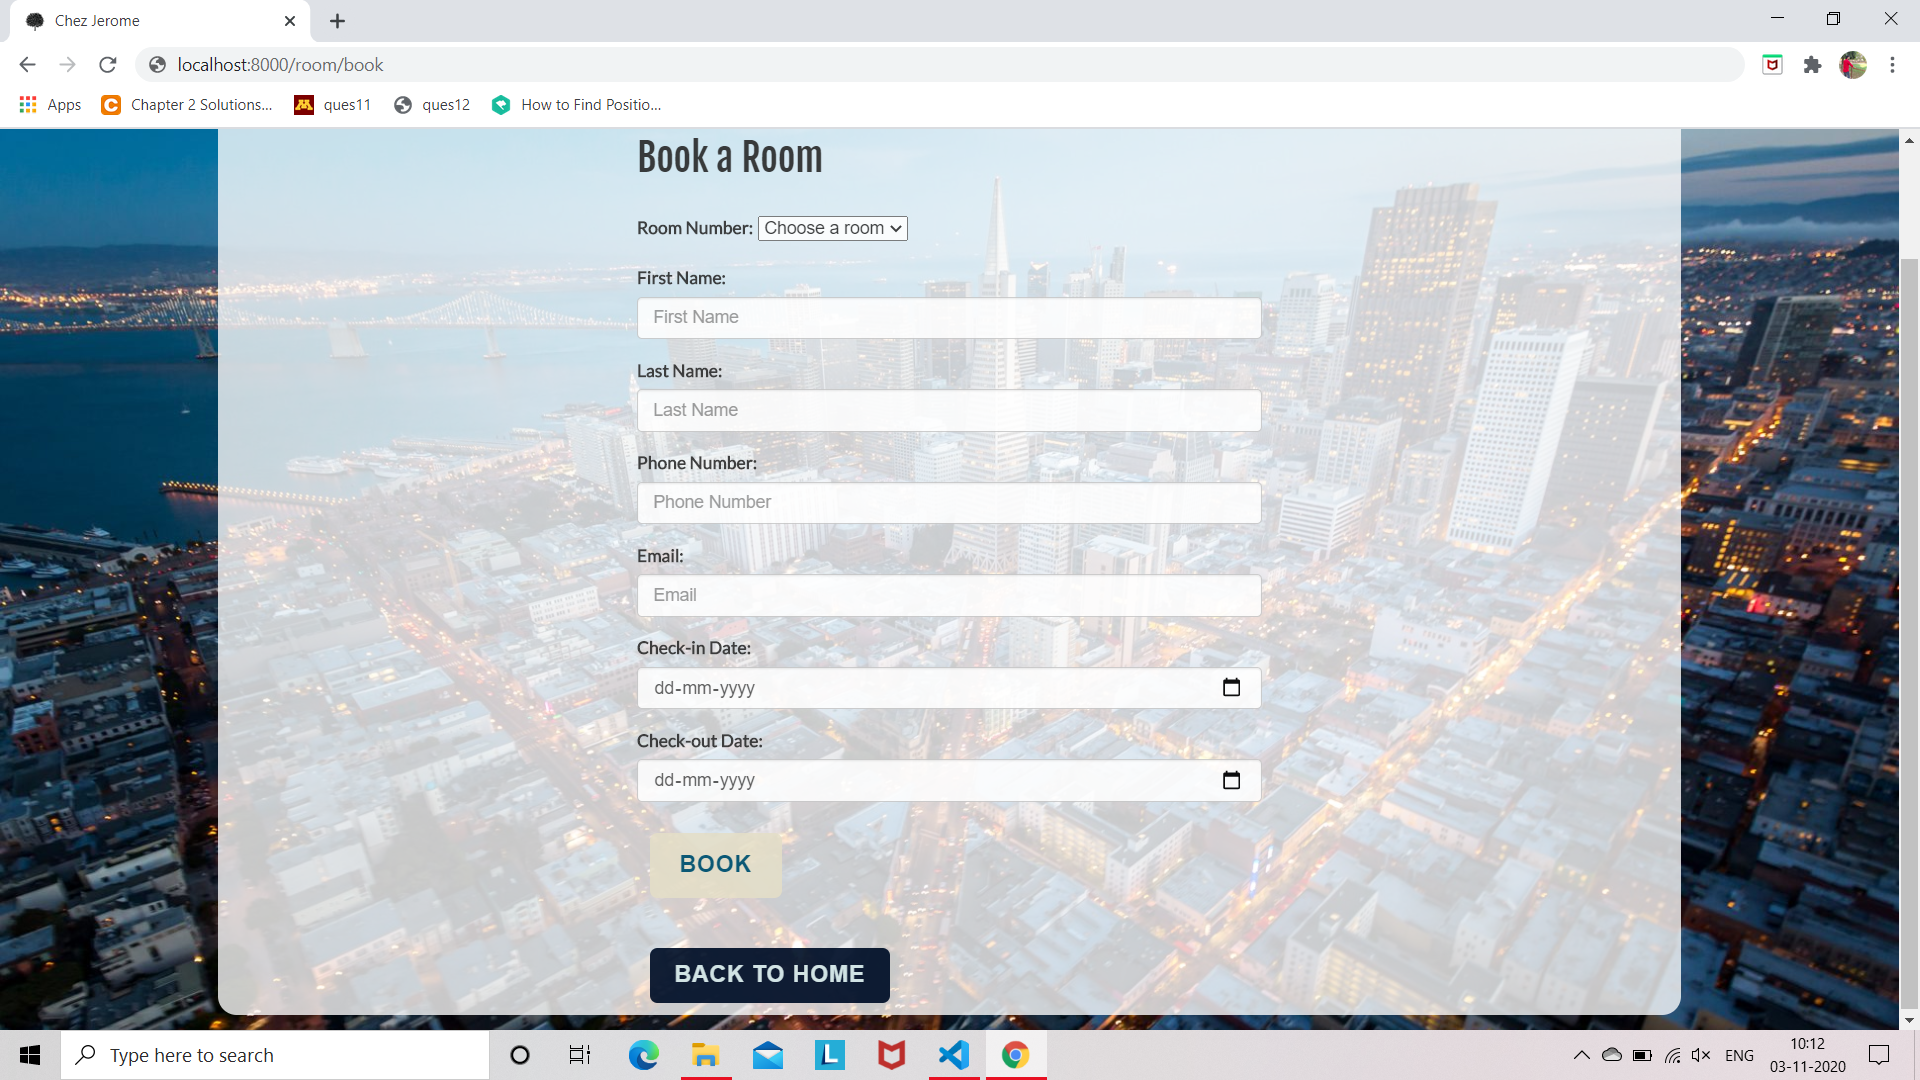 Chez Jerome
localhost:8000/room/book
Apps
Chapter 2 Solutions...
ques11
ques12
How to Find Positio...
Book a Room
Room Number: Choose a room
First Name:
First Name
Last Name:
Last Name
Phone Number:
Phone Number
Email:
Email
Check-in Date:
dd-mm-yyyy
Check-out Date:
dd-mm-yyyy
BOOK
BACK TO HOME
Type here to search
ENG
10:12
03-11-2020